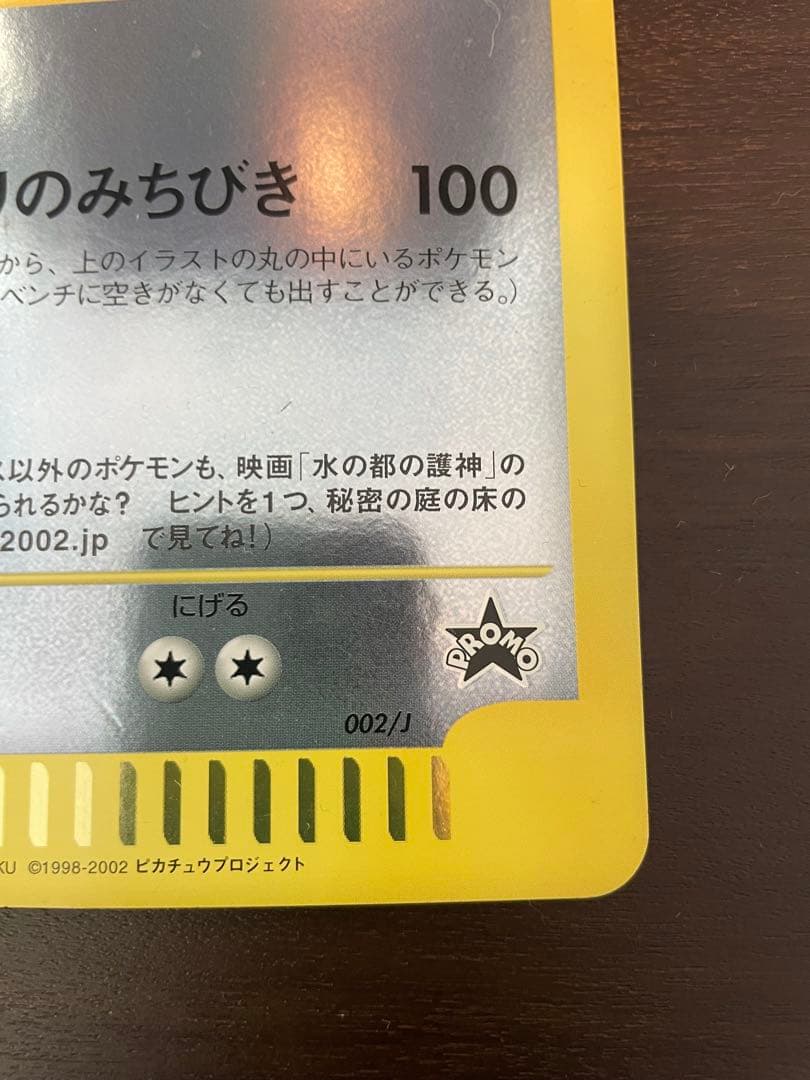 りのみちびき 100
から、上のイラストの丸の中にいるポケモン
ベンチに空きがなくても出すことができる。)
ス以外のポケモンも、映画「水の都の護神」の
られるかな? ヒントを1つ、秘密の庭の床の
2002.jp で見てね!)
にげる
PROMO
002/J
KU ©1998-2002 ピカチュウプロジェクト